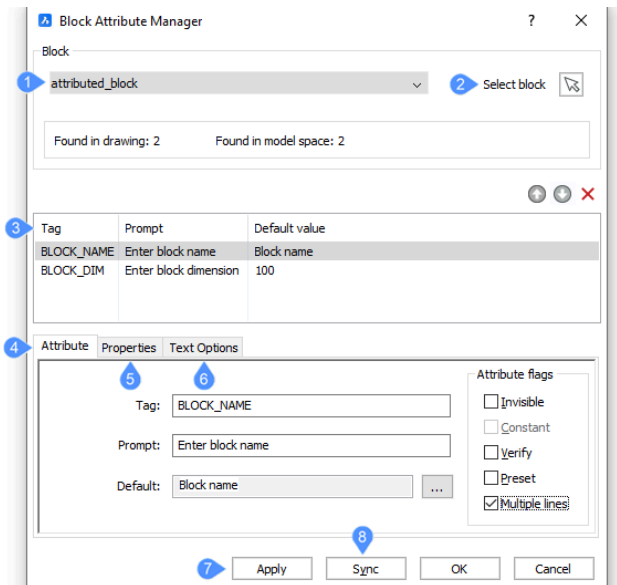 Block Attribute Manager ? X
Block
1 attributed_block
2 Select block
Found in drawing: 2 Found in model space: 2
3 Tag Prompt Default value
BLOCK_NAME Enter block name Block name
BLOCK_DIM Enter block dimension 100
4 Attribute Properties Text Options
5 6
Attribute flags
Tag: BLOCK_NAME
Invisible
Constant
Prompt: Enter block name
Verify
Default: Block name ...
Preset
Multiple lines
8
7 Apply Sync OK Cancel